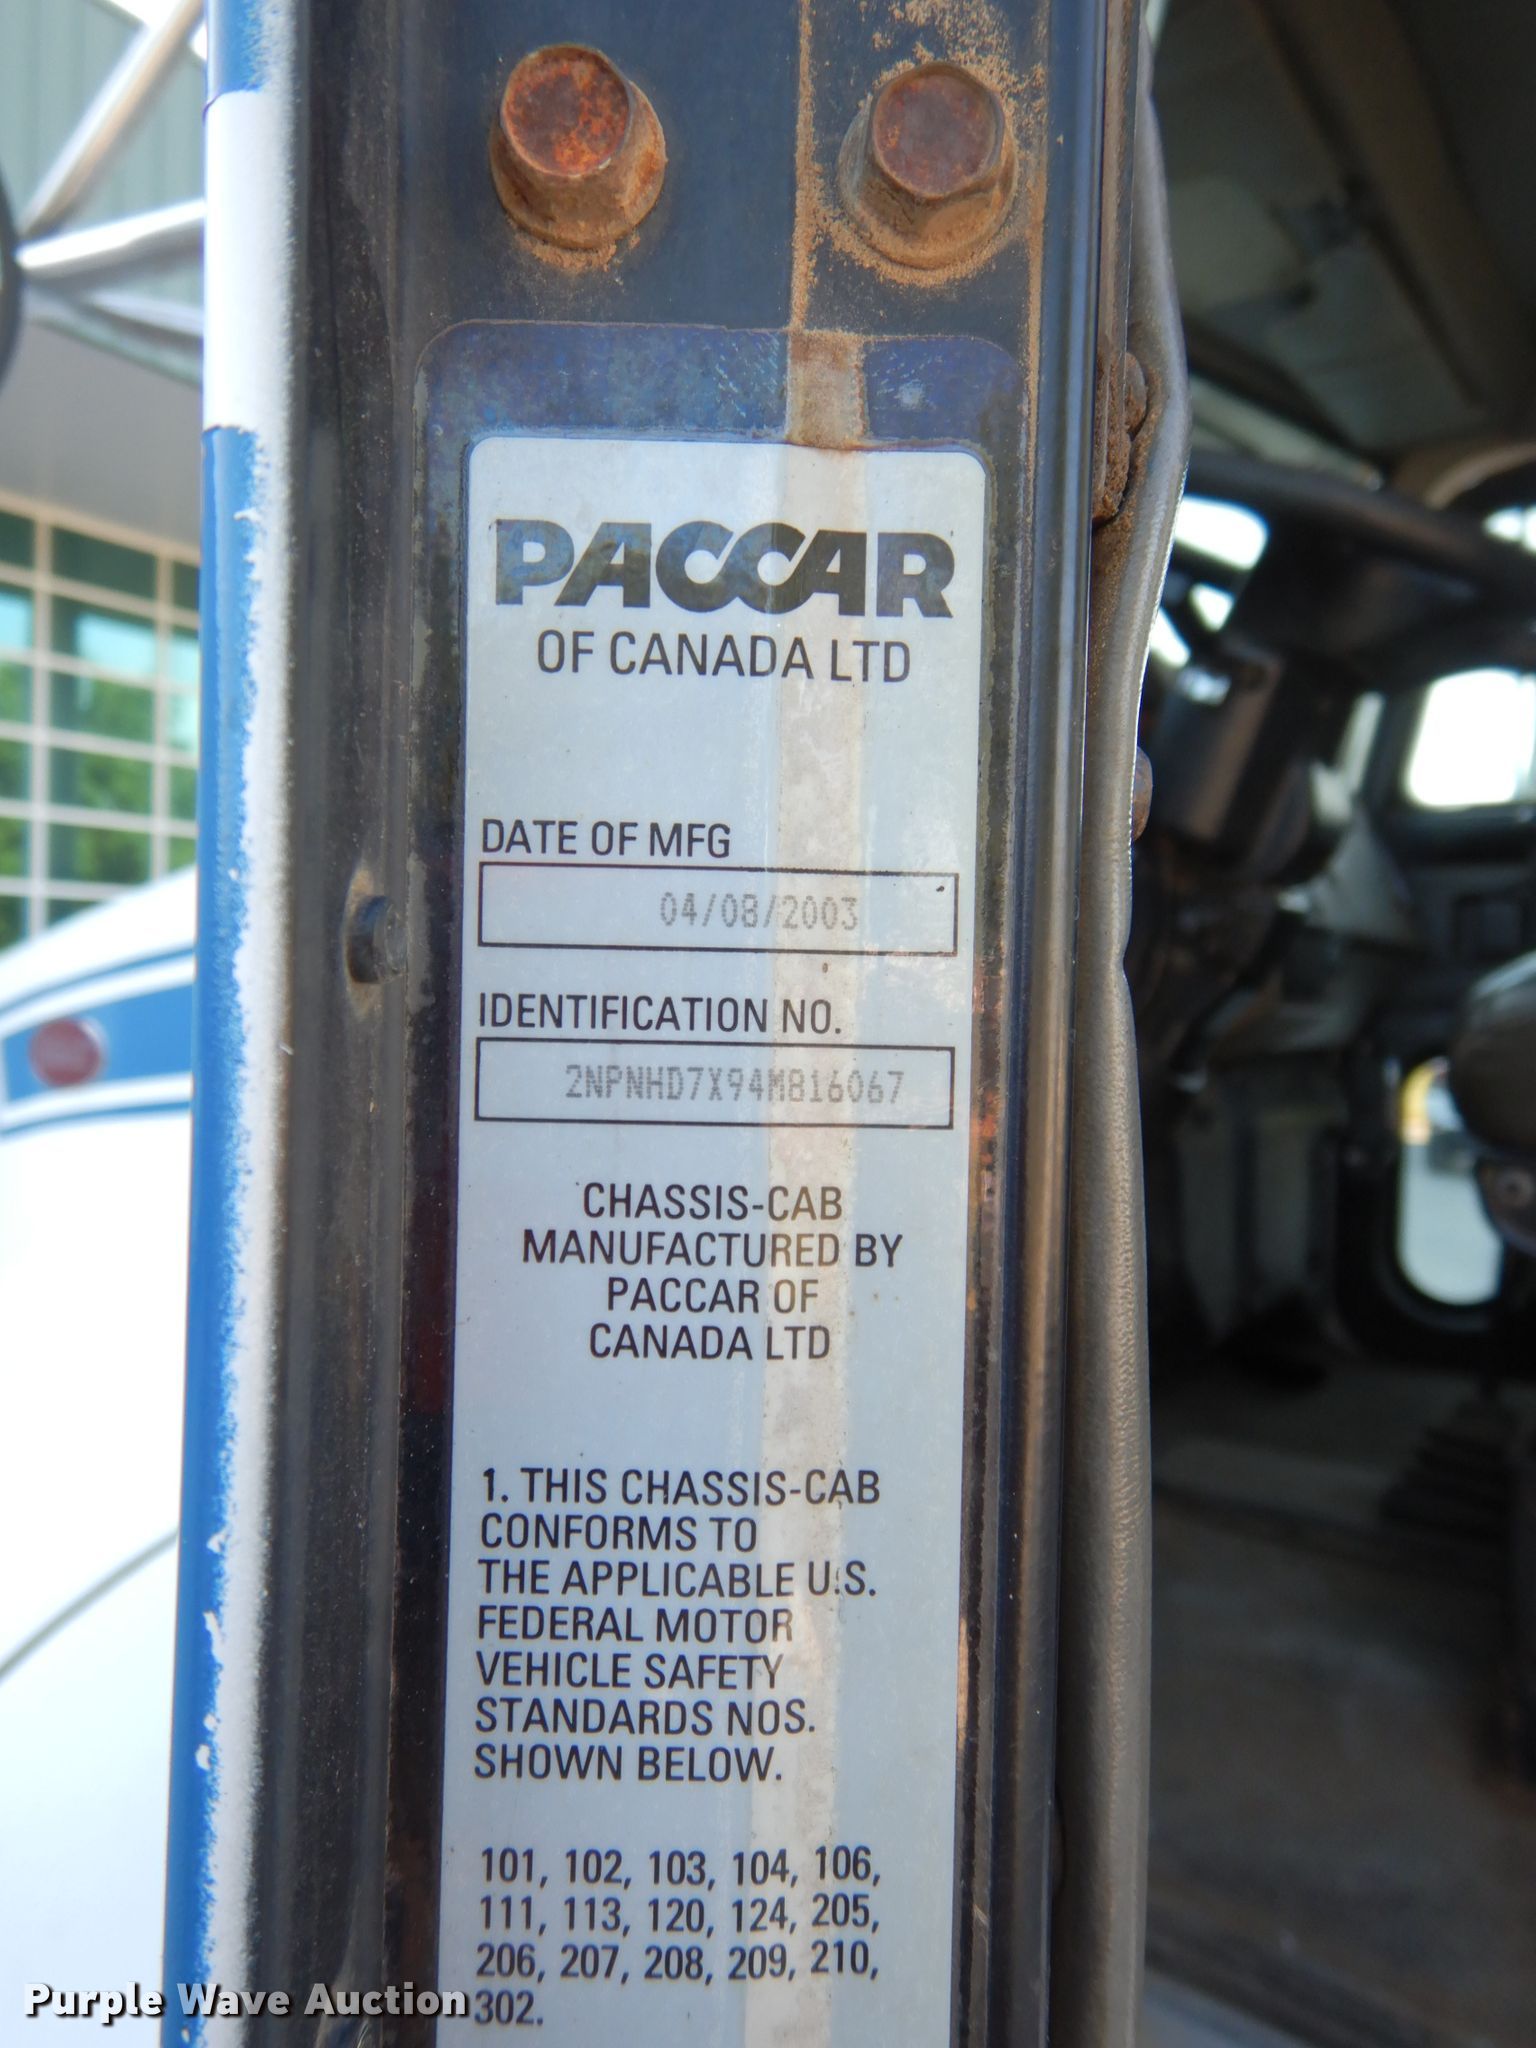 PACCAR
OF CANADA LTD
DATE OF MFG
04/08/2003
IDENTIFICATION NO.
2NPNHD7X94M816067
CHASSIS-CAB
MANUFACTURED BY
PACCAR OF
CANADA LTD
1. THIS CHASSIS-CAB
CONFORMS TO
THE APPLICABLE U.S.
FEDERAL MOTOR
VEHICLE SAFETY
STANDARDS NOS.
SHOWN BELOW.
101, 102, 103, 104, 106,
111, 113, 120, 124, 205,
206, 207, 208, 209, 210,
302.
Purple Wave Auction